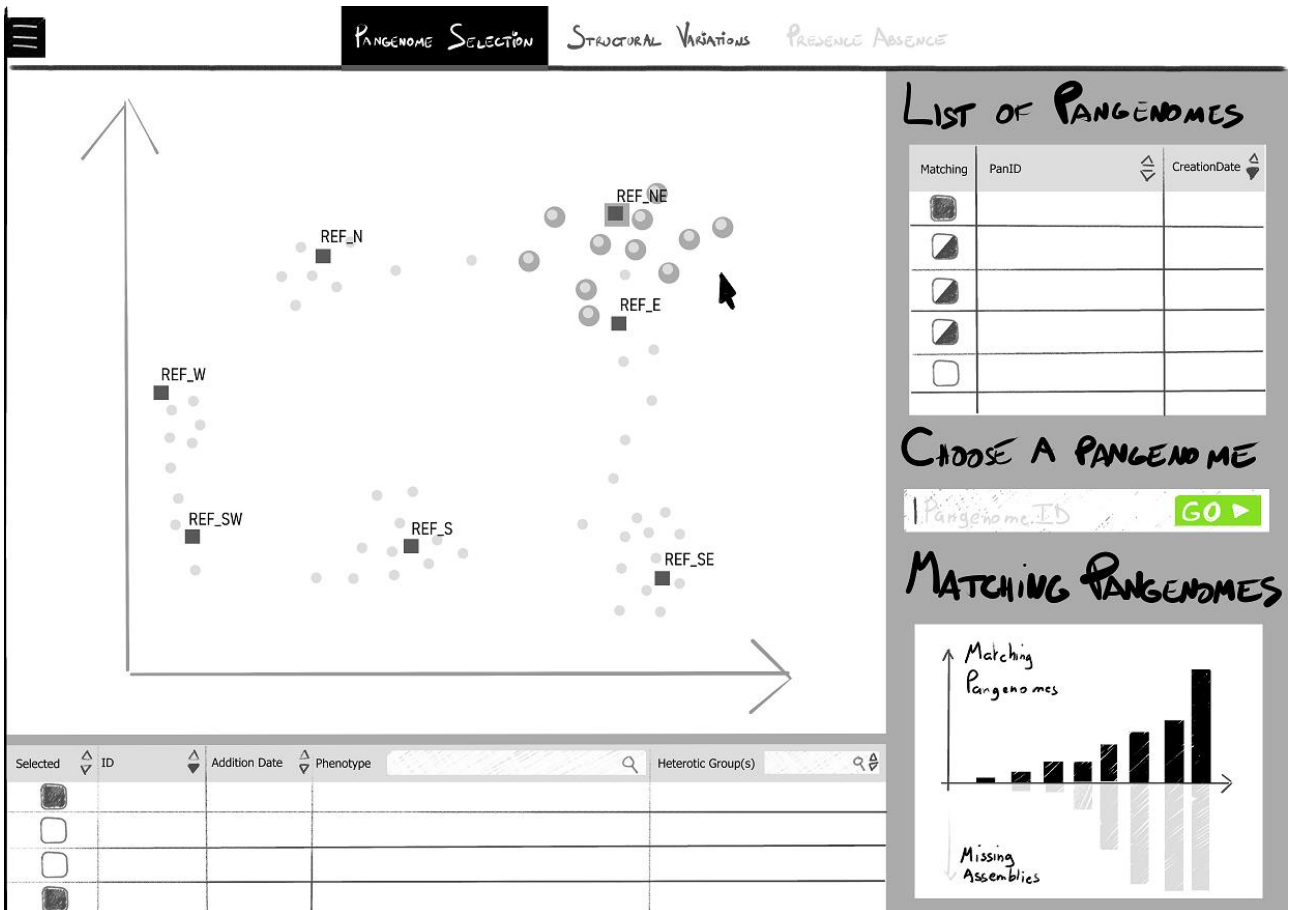 PANGENOME SELECTION
STRUCTURAL VARIATIONS
PRESENCE ABSENCE
REF_NE
REF_N
REF_E
REF_W
REF_SW
REF_S
REF_SE
LIST OF PANGENOMES
Matching PanID CreationDate
CHOOSE A PANGENOME
Pangenome ID GO
MATCHING PANGENOMES
Matching
Pangenomes
Missing
Assemblies
Selected ID Addition Date Phenotype Heterotic Group(s)